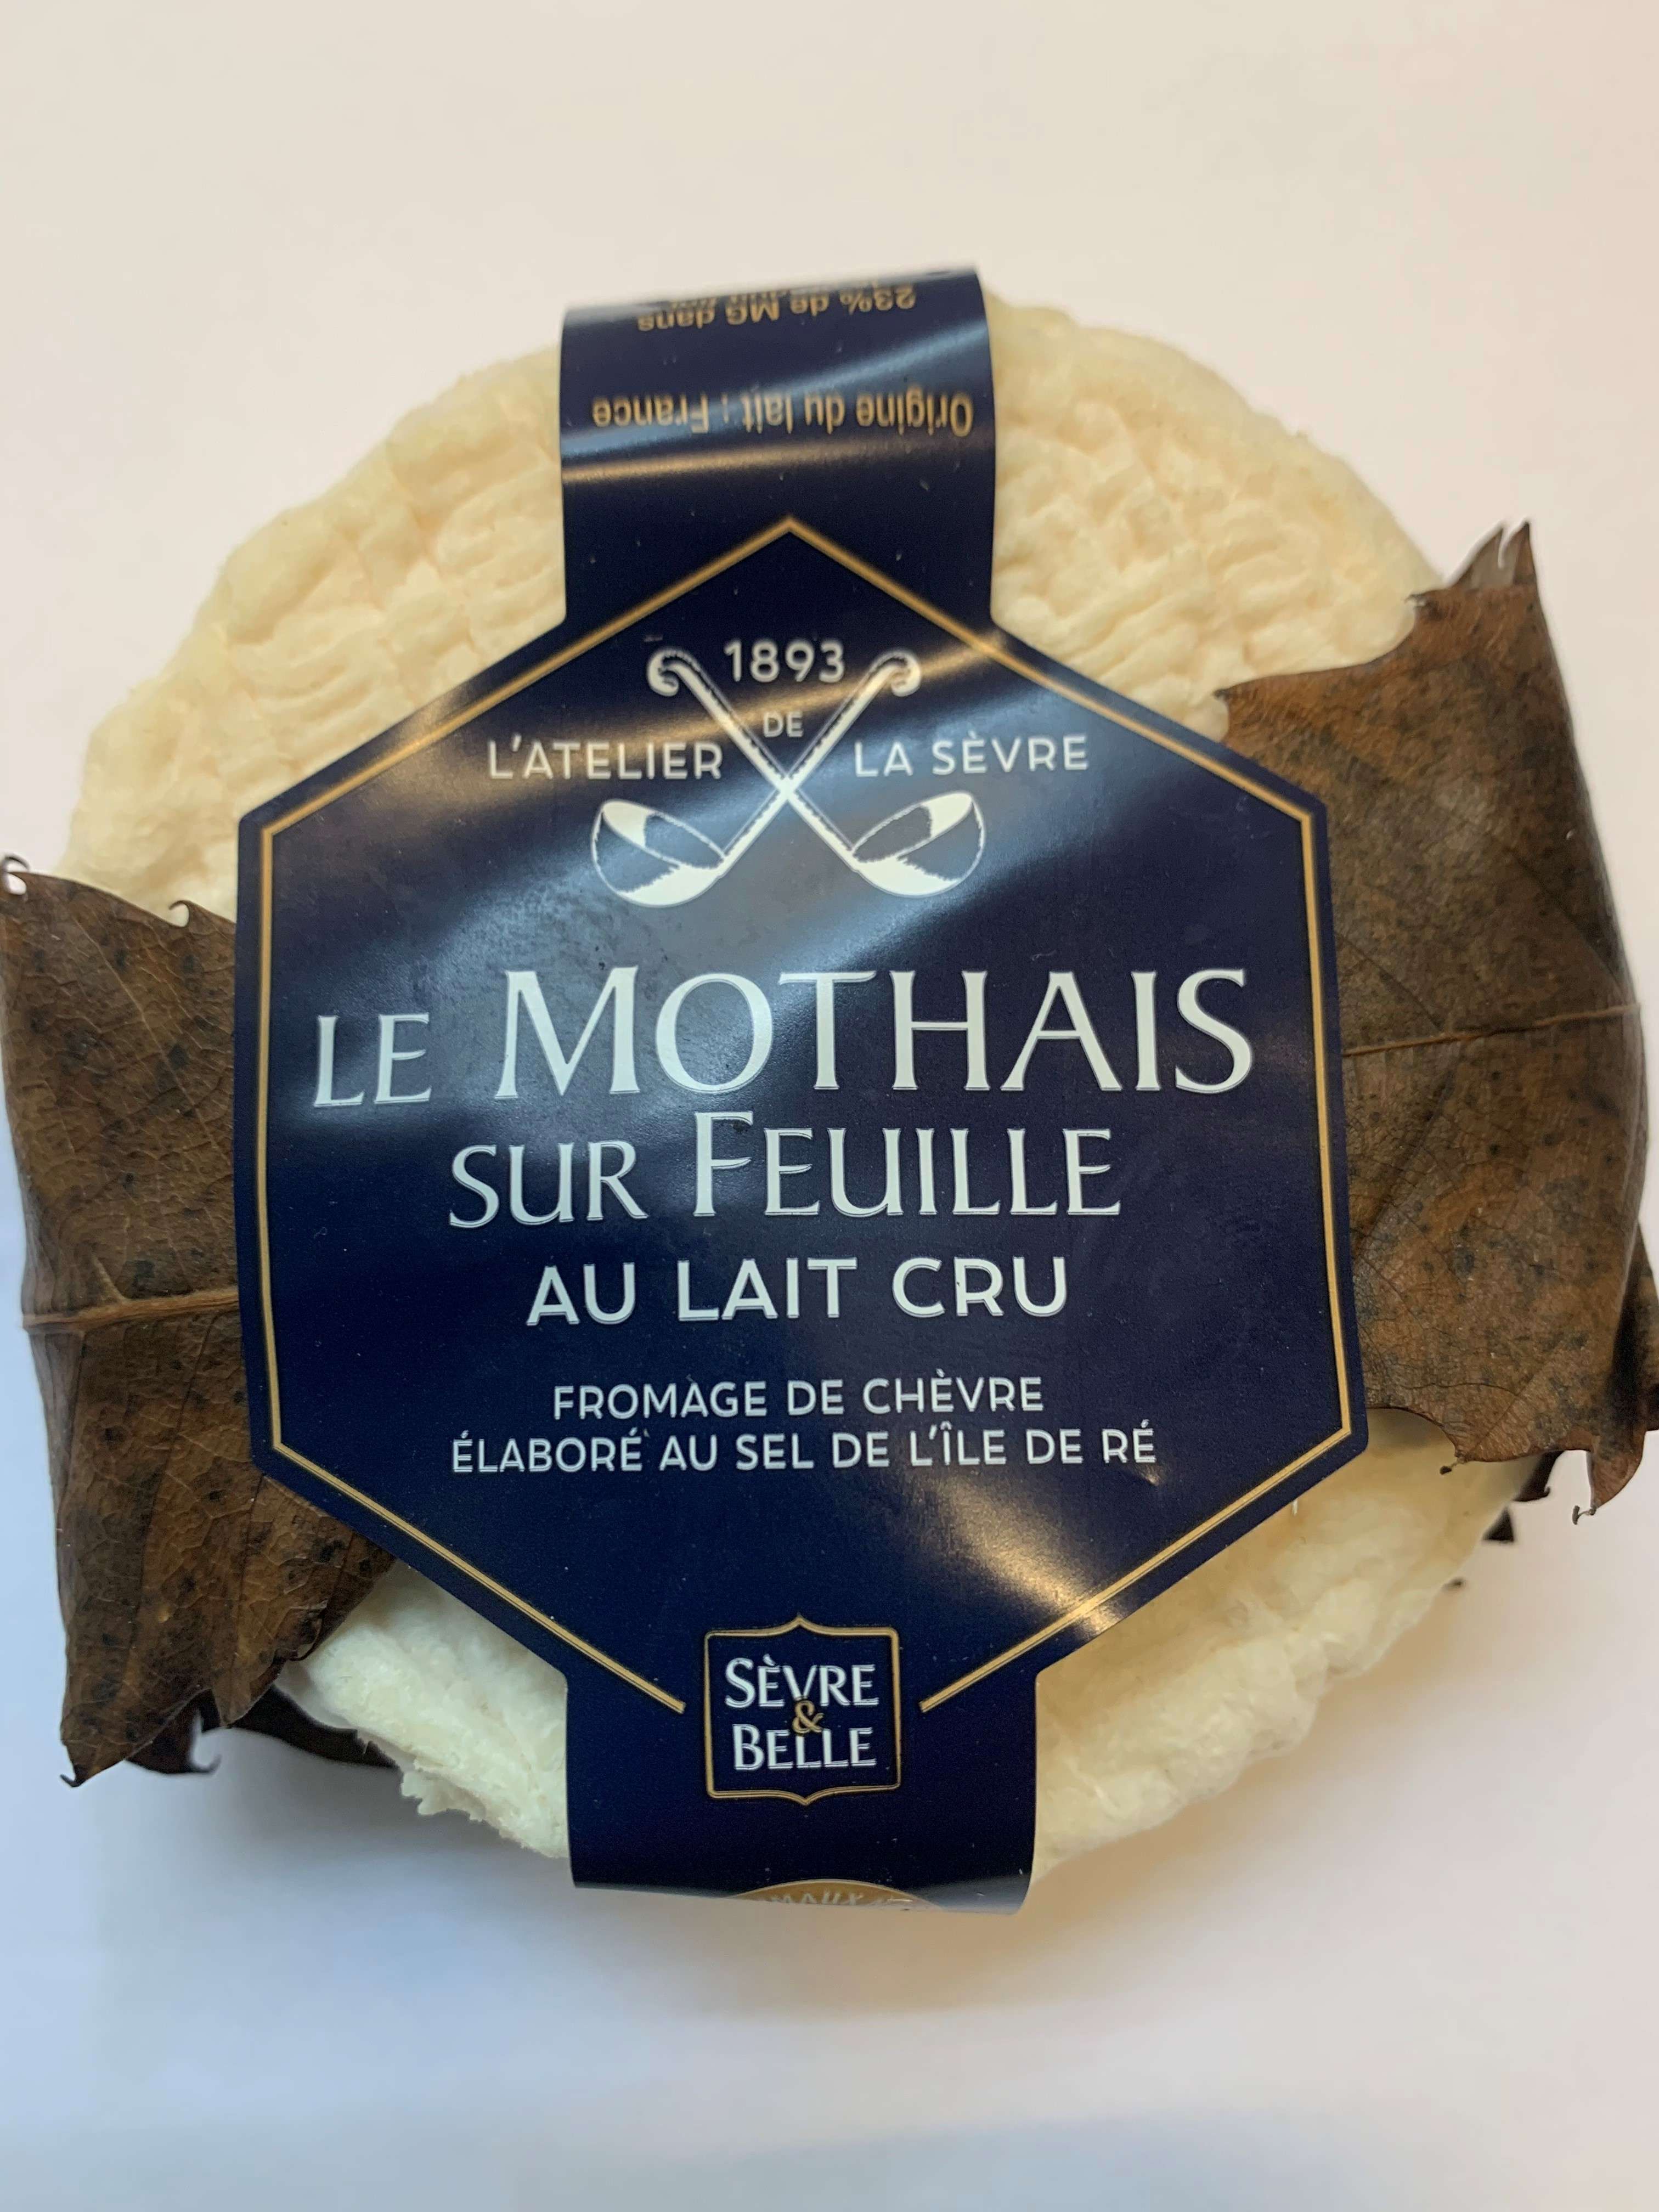 23% de MG dans
Origine du lait : France
1893
DE
L'ATELIER LA SÈVRE
LE MOTHAIS
SUR FEUILLE
AU LAIT CRU
FROMAGE DE CHÈVRE
ÉLABORÉ AU SEL DE L'ÎLE DE RÉ
SÈVRE
&
BELLE